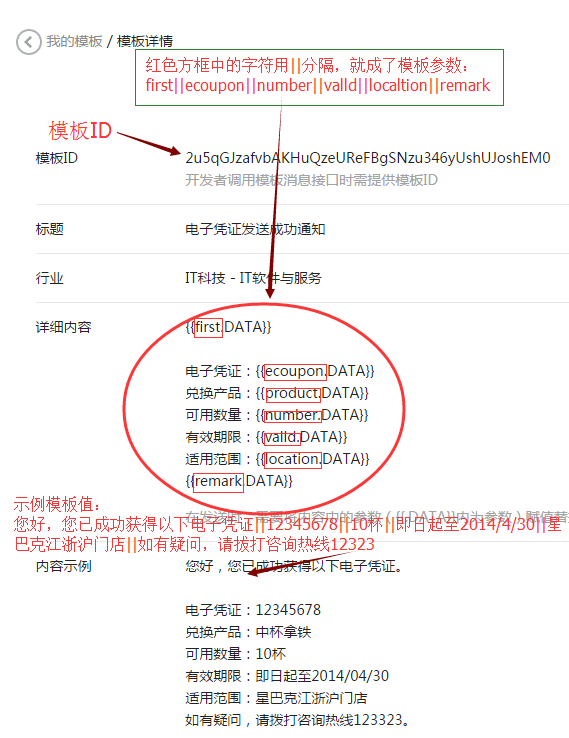 我的模板 / 模板详情
红色方框中的字符用||分隔，就成了模板参数：
first||ecoupon||number||valld||localtion||remark
模板ID
模板ID 2u5qGJzafvbAKHuQzeUReFBgSNzu346yUshUJoshEM0
开发者调用模板消息接口时需提供模板ID
标题 电子凭证发送成功通知
行业 IT科技 - IT软件与服务
详细内容 {{first.DATA}}
电子凭证：{{ecoupon.DATA}}
兑换产品：{{product.DATA}}
可用数量：{{number.DATA}}
有效期限：{{valid.DATA}}
适用范围：{{location.DATA}}
{{remark.DATA}}
在发送时，需要将内容中的参数（{{.DATA}}内为参数）赋值替
示例模板值：
您好，您已成功获得以下电子凭证||12345678||10杯||即日起至2014/4/30||星
巴克江浙沪门店||如有疑问，请拨打咨询热线12323
内容示例 您好，您已成功获得以下电子凭证。
电子凭证：12345678
兑换产品：中杯拿铁
可用数量：10杯
有效期限：即日起至2014/04/30
适用范围：星巴克江浙沪门店
如有疑问，请拨打咨询热线123323。